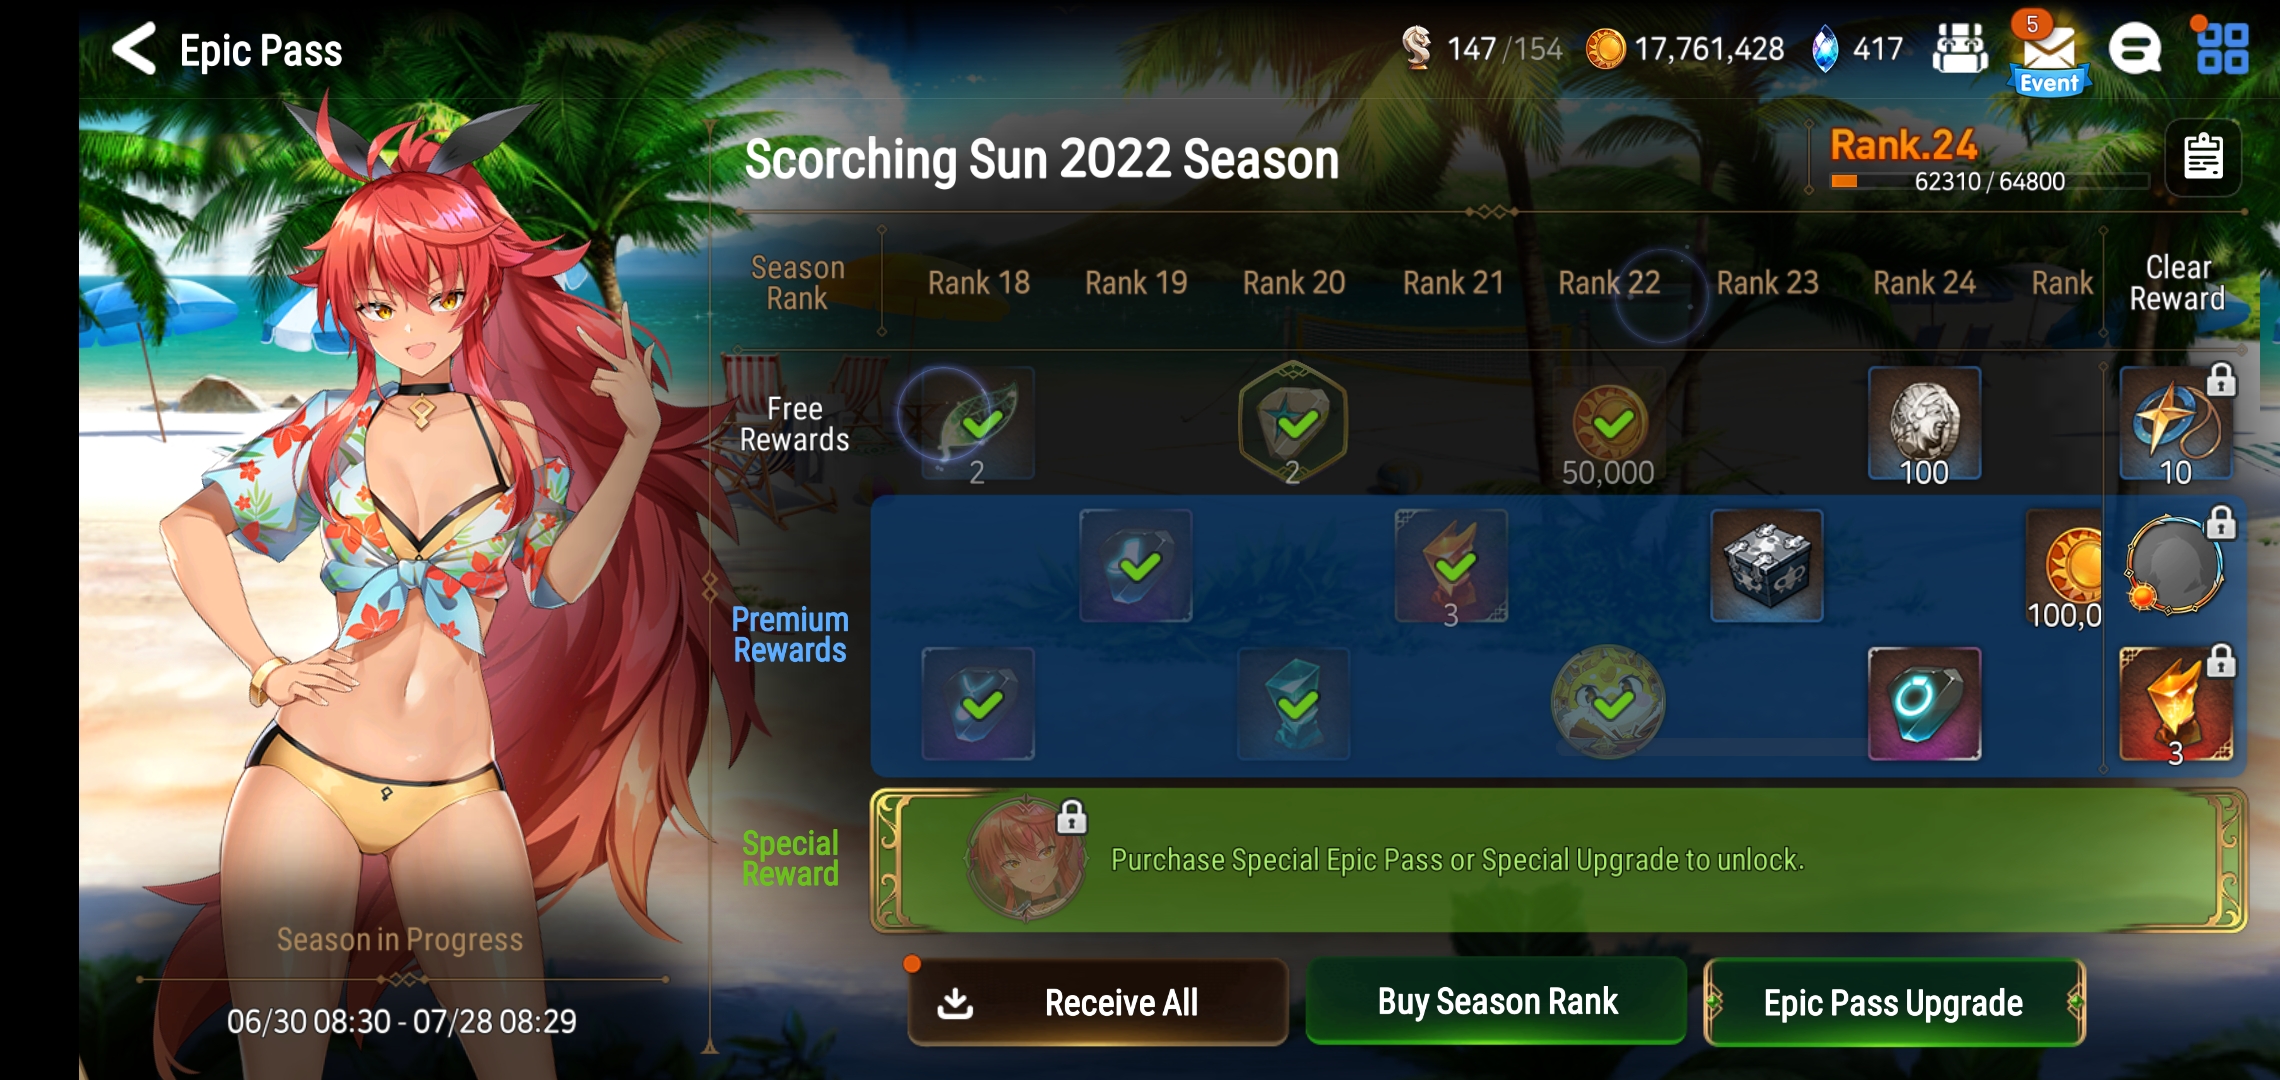 Epic Pass
147/154
17,761,428
417
5
Event
Scorching Sun 2022 Season
Rank.24
62310 / 64800
Season
Rank
Rank 18
Rank 19
Rank 20
Rank 21
Rank 22
Rank 23
Rank 24
Rank
Clear
Reward
Free
Rewards
2
2
50,000
100
10
Premium
Rewards
3
100,0
3
Special
Reward
Purchase Special Epic Pass or Special Upgrade to unlock.
Season in Progress
06/30 08:30 - 07/28 08:29
Receive All
Buy Season Rank
Epic Pass Upgrade